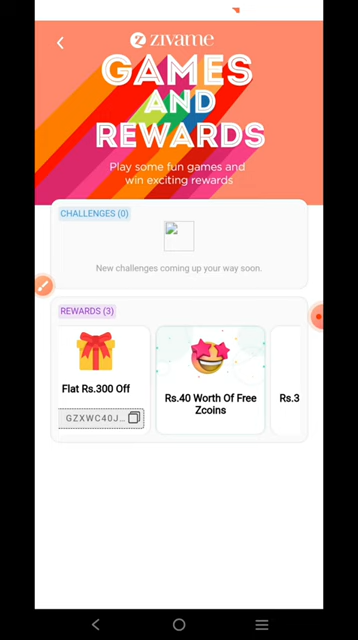 zivame
GAMES
AND
REWARDS
Play some fun games and
win exciting rewards
CHALLENGES (0)
New challenges coming up your way soon.
REWARDS (3)
Flat Rs.300 Off
GZXWC40J...
Rs.40 Worth Of Free
Zcoins
Rs.3